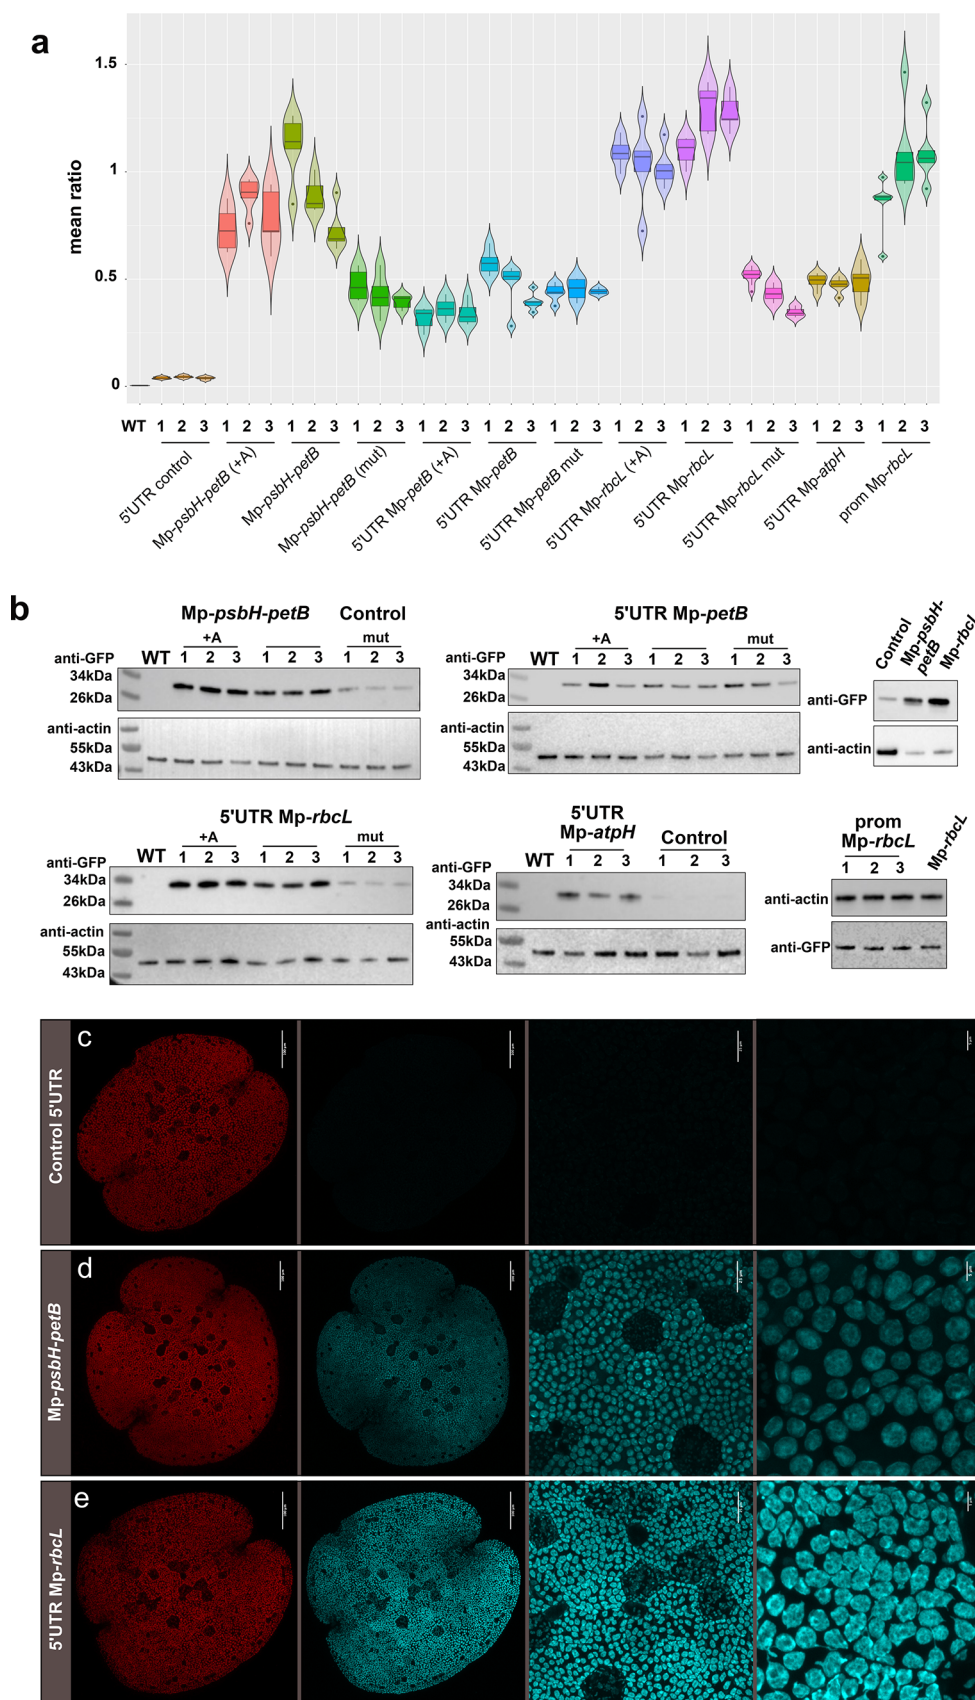 a
mean ratio
1.5
1
0.5
0
WT 1 2 3 1 2 3 1 2 3 1 2 3 1 2 3 1 2 3 1 2 3 1 2 3 1 2 3 1 2 3 1 2 3 1 2 3
5'UTR control
Mp-psbH-petB (+A)
Mp-psbH-petB
Mp-psbH-petB (mut)
5'UTR Mp-petB (+A)
5'UTR Mp-petB
5'UTR Mp-petB mut
5'UTR Mp-rbcL (+A)
5'UTR Mp-rbcL
5'UTR Mp-rbcL mut
5'UTR Mp-atpH
prom Mp-rbcL
b
Mp-psbH-petB Control
+A mut
anti-GFP WT 1 2 3 1 2 3 1 2 3
34kDa
26kDa
anti-actin
55kDa
43kDa
5'UTR Mp-petB
+A mut
anti-GFP WT 1 2 3 1 2 3 1 2 3
34kDa
26kDa
anti-actin
55kDa
43kDa
Control
Mp-psbH-
petB
Mp-rbcL
anti-GFP
anti-actin
5'UTR Mp-rbcL
+A mut
anti-GFP WT 1 2 3 1 2 3 1 2 3
34kDa
26kDa
anti-actin
55kDa
43kDa
5'UTR
Mp-atpH Control
anti-GFP WT 1 2 3 1 2 3
34kDa
26kDa
anti-actin
55kDa
43kDa
prom
Mp-rbcL
Mp-rbcL
1 2 3
anti-actin
anti-GFP
c
Control 5'UTR
d
Mp-psbH-petB
e
5'UTR Mp-rbcL